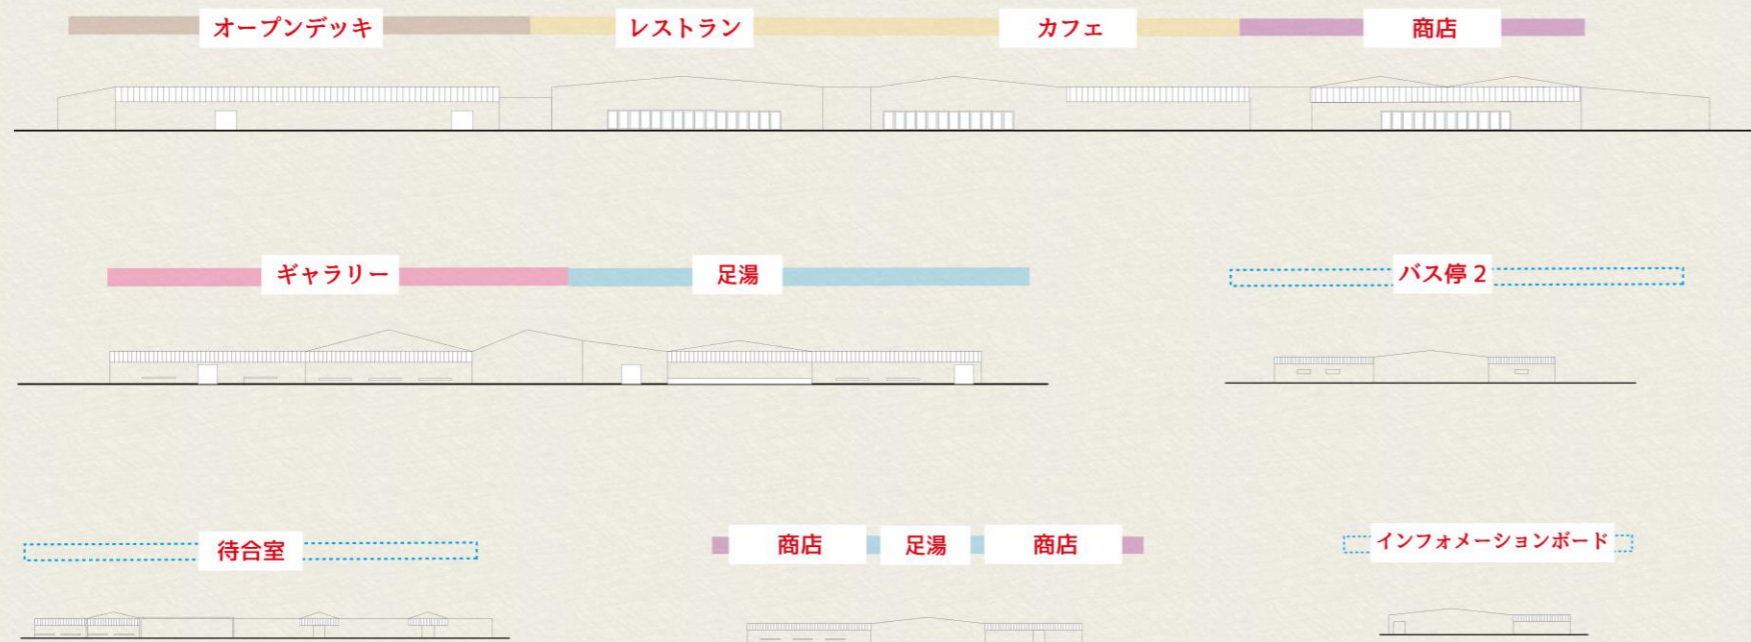 オープンデッキ
レストラン
カフェ
商店
ギャラリー
足湯
バス停 2
待合室
商店
足湯
商店
インフォメーションボード